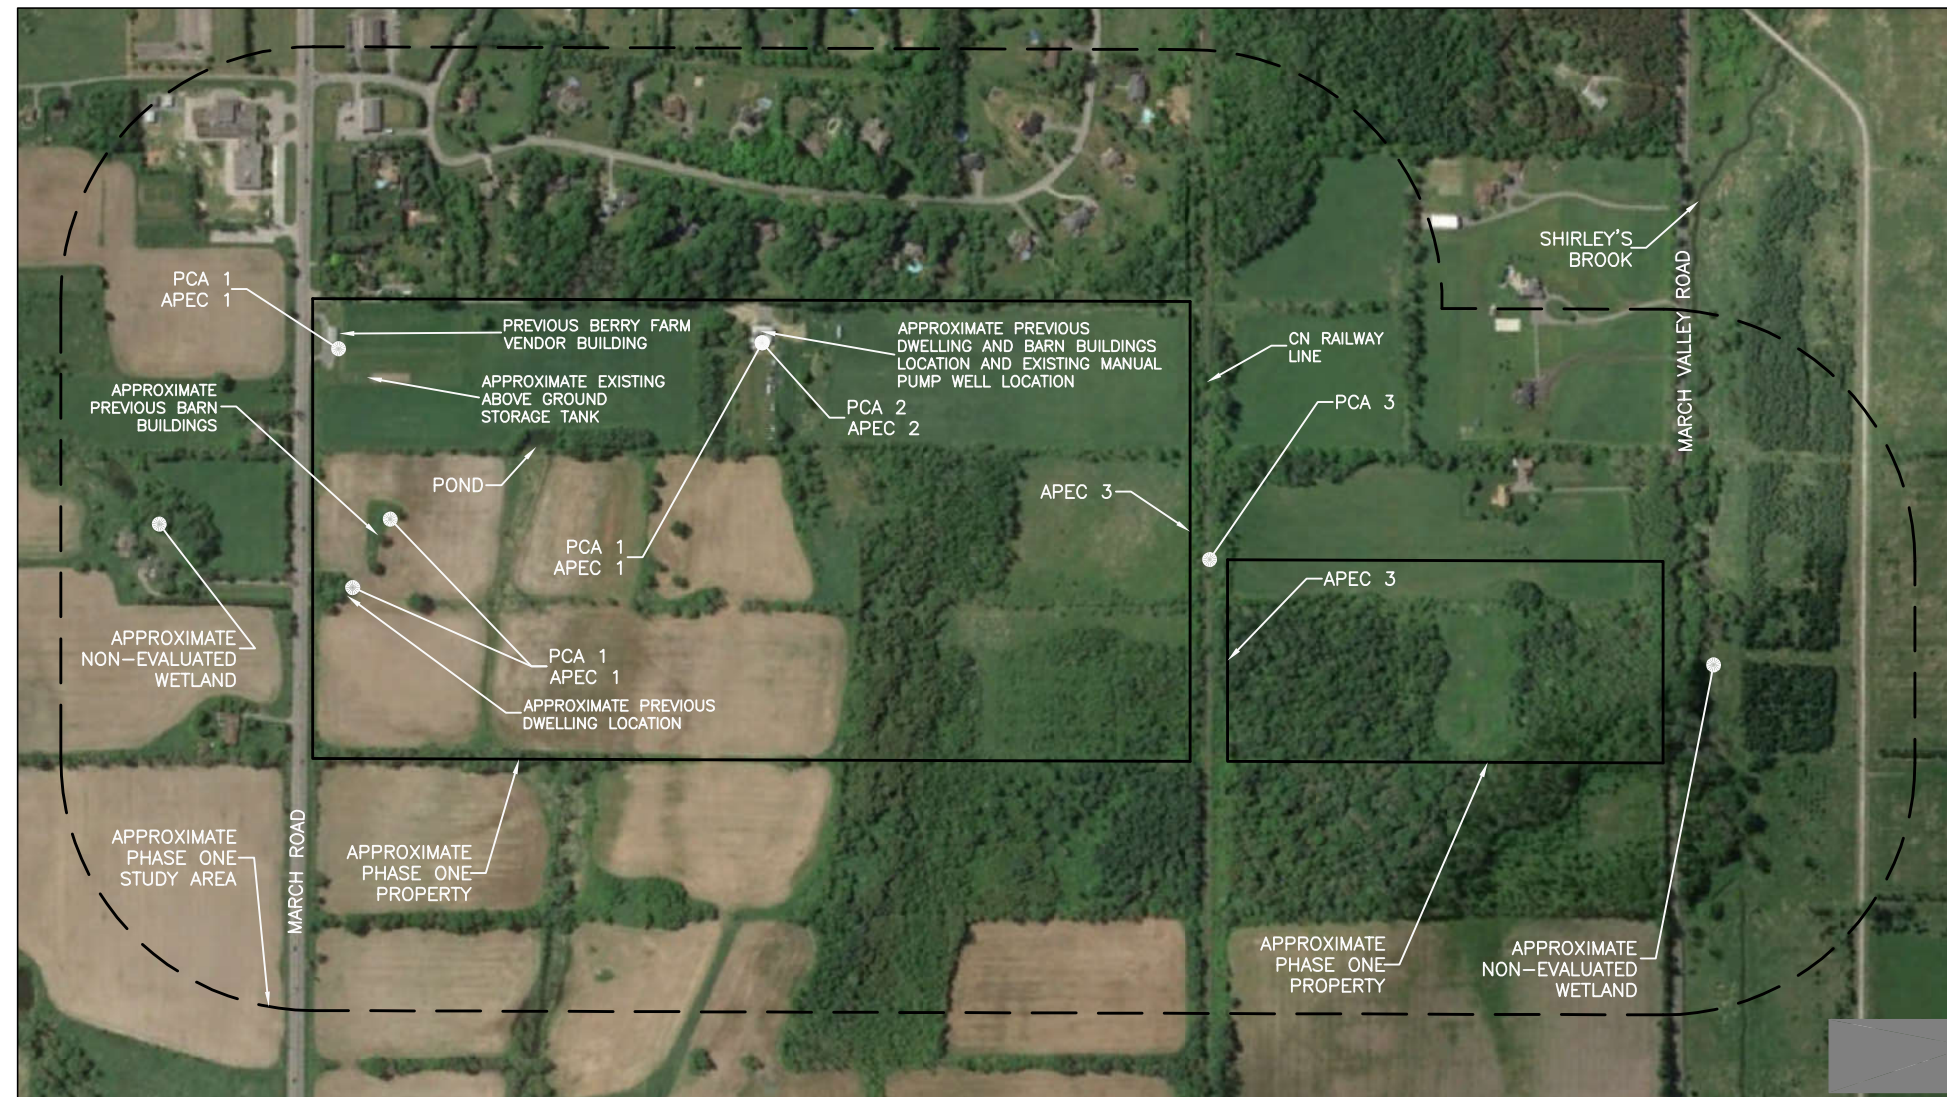 SHIRLEY'S
BROOK
MARCH VALLEY ROAD
PCA 1
APEC 1
PREVIOUS BERRY FARM
VENDOR BUILDING
APPROXIMATE PREVIOUS
DWELLING AND BARN BUILDINGS
LOCATION AND EXISTING MANUAL
PUMP WELL LOCATION
CN RAILWAY
LINE
APPROXIMATE EXISTING
ABOVE GROUND
STORAGE TANK
APPROXIMATE
PREVIOUS BARN
BUILDINGS
PCA 2
APEC 2
PCA 3
POND
APEC 3
PCA 1
APEC 1
APEC 3
APPROXIMATE
NON-EVALUATED
WETLAND
PCA 1
APEC 1
APPROXIMATE PREVIOUS
DWELLING LOCATION
APPROXIMATE
PHASE ONE
STUDY AREA
MARCH ROAD
APPROXIMATE
PHASE ONE
PROPERTY
APPROXIMATE
PHASE ONE
PROPERTY
APPROXIMATE
NON-EVALUATED
WETLAND